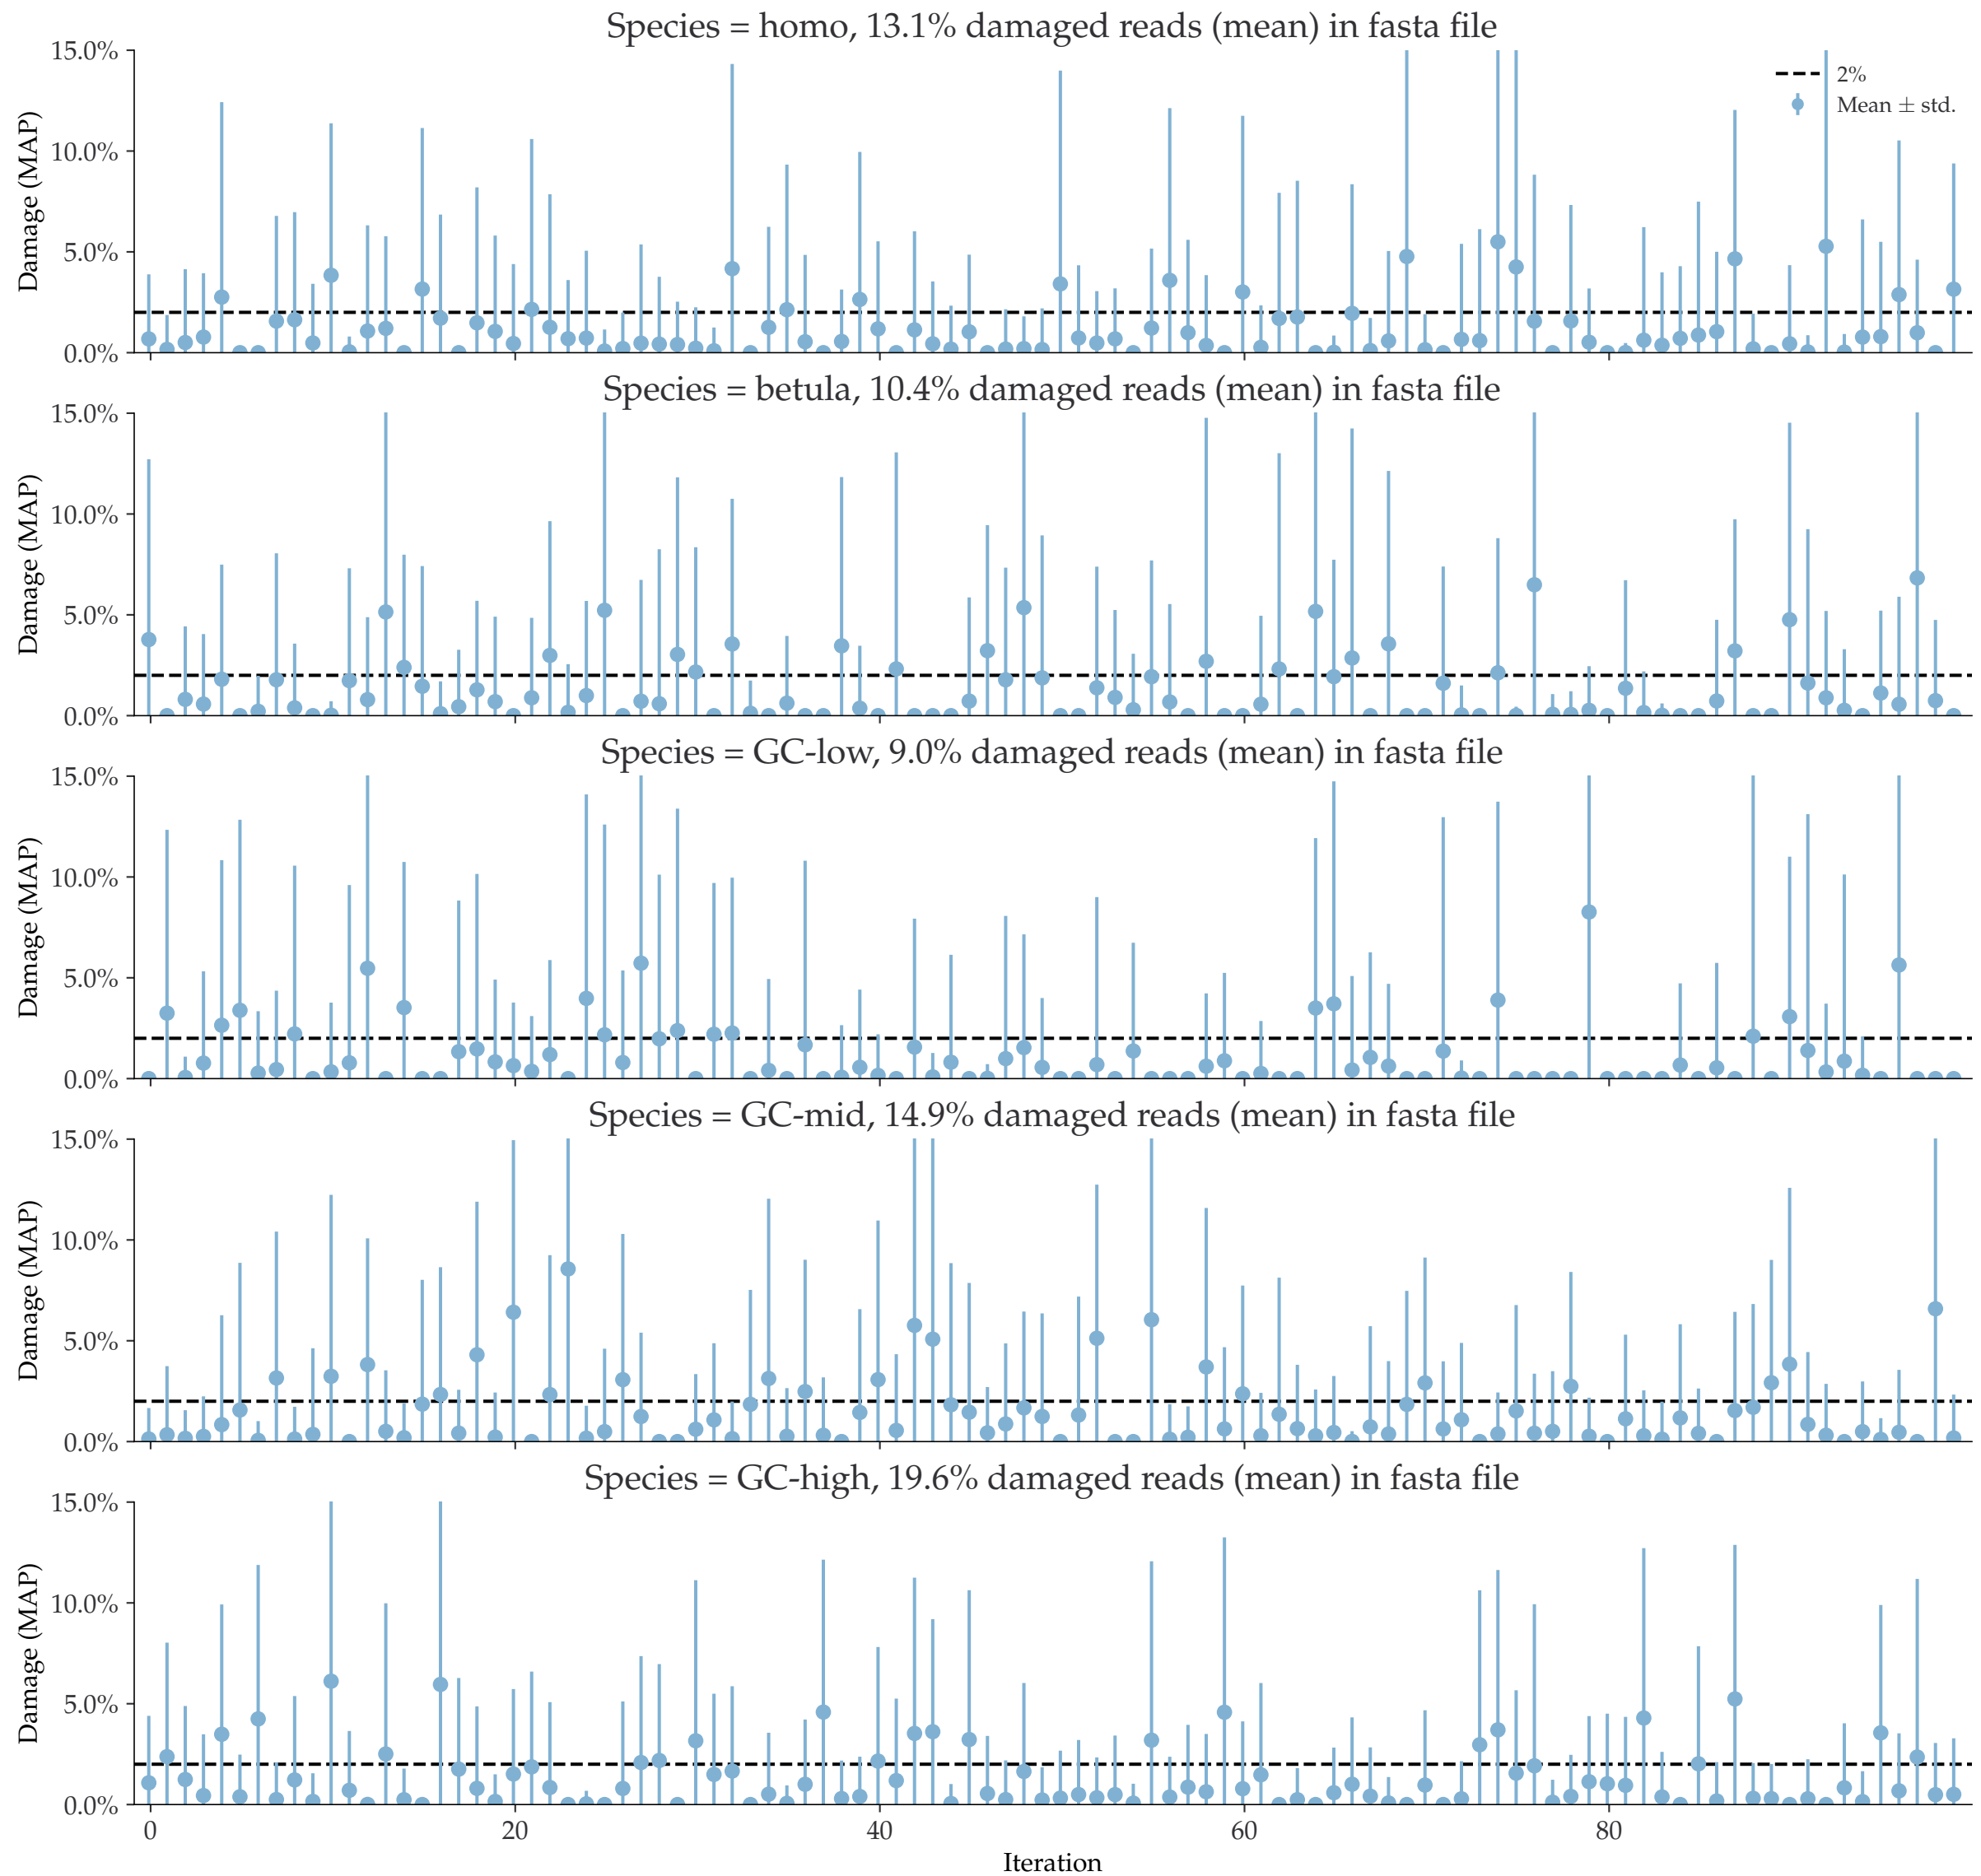 Species = homo, 13.1% damaged reads (mean) in fasta file
15.0%
10.0%
5.0%
0.0%
Damage (MAP)
2%
Mean ± std.
Species = betula, 10.4% damaged reads (mean) in fasta file
15.0%
10.0%
5.0%
0.0%
Damage (MAP)
Species = GC-low, 9.0% damaged reads (mean) in fasta file
15.0%
10.0%
5.0%
0.0%
Damage (MAP)
Species = GC-mid, 14.9% damaged reads (mean) in fasta file
15.0%
10.0%
5.0%
0.0%
Damage (MAP)
Species = GC-high, 19.6% damaged reads (mean) in fasta file
15.0%
10.0%
5.0%
0.0%
Damage (MAP)
0 20 40 60 80
Iteration